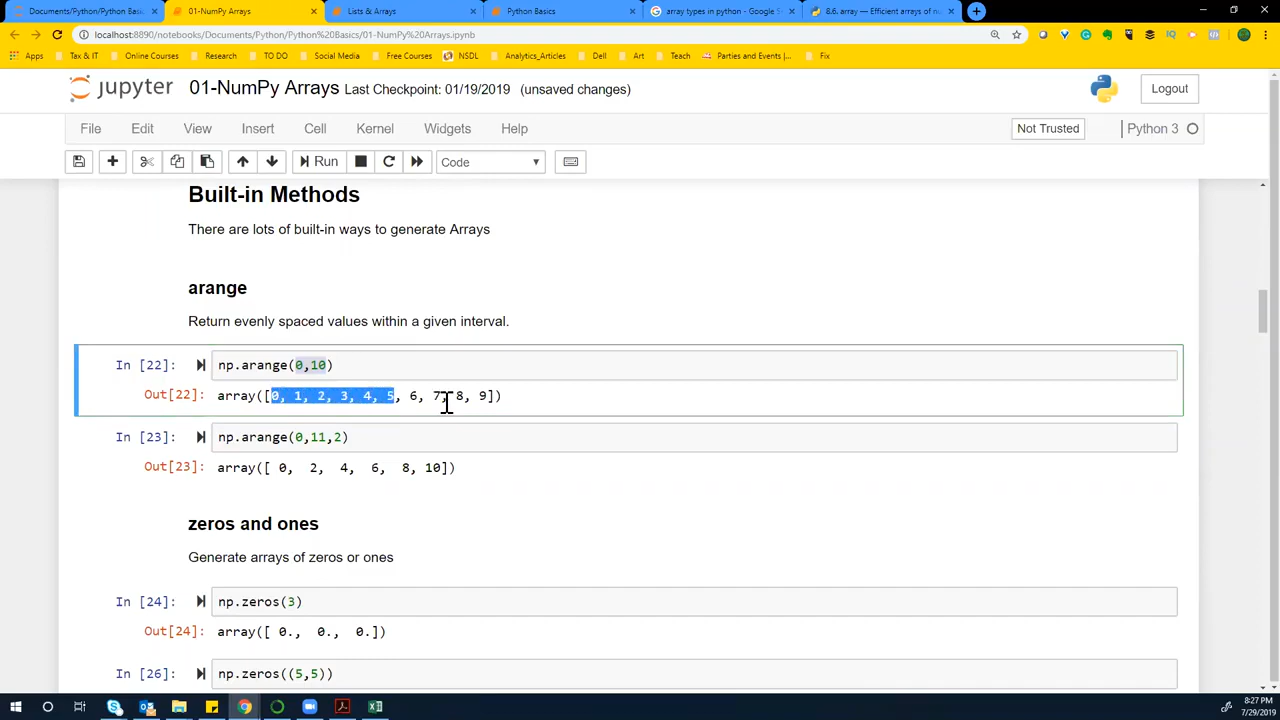 Documents/Python/Python Basic
01-NumPy Arrays
Lists & Arrays
Python Basics
array types in python - Google S
8.6. array — Efficient arrays of nu
localhost:8890/notebooks/Documents/Python/Python%20Basics/01-NumPy%20Arrays.ipynb
Apps
Tax & IT
Online Courses
Research
TO DO
Social Media
Free Courses
NSDL
Analytics_Articles
Dell
Art
Teach
Parties and Events |...
Fix
jupyter
01-NumPy Arrays Last Checkpoint: 01/19/2019 (unsaved changes)
Logout
File Edit View Insert Cell Kernel Widgets Help
Not Trusted
Python 3
Run
Code
Built-in Methods
There are lots of built-in ways to generate Arrays
arange
Return evenly spaced values within a given interval.
In [22]: np.arange(0,10)
Out[22]: array([0, 1, 2, 3, 4, 5, 6, 7, 8, 9])
In [23]: np.arange(0,11,2)
Out[23]: array([ 0, 2, 4, 6, 8, 10])
zeros and ones
Generate arrays of zeros or ones
In [24]: np.zeros(3)
Out[24]: array([ 0., 0., 0.])
In [26]: np.zeros((5,5))
8:27 PM
7/29/2019